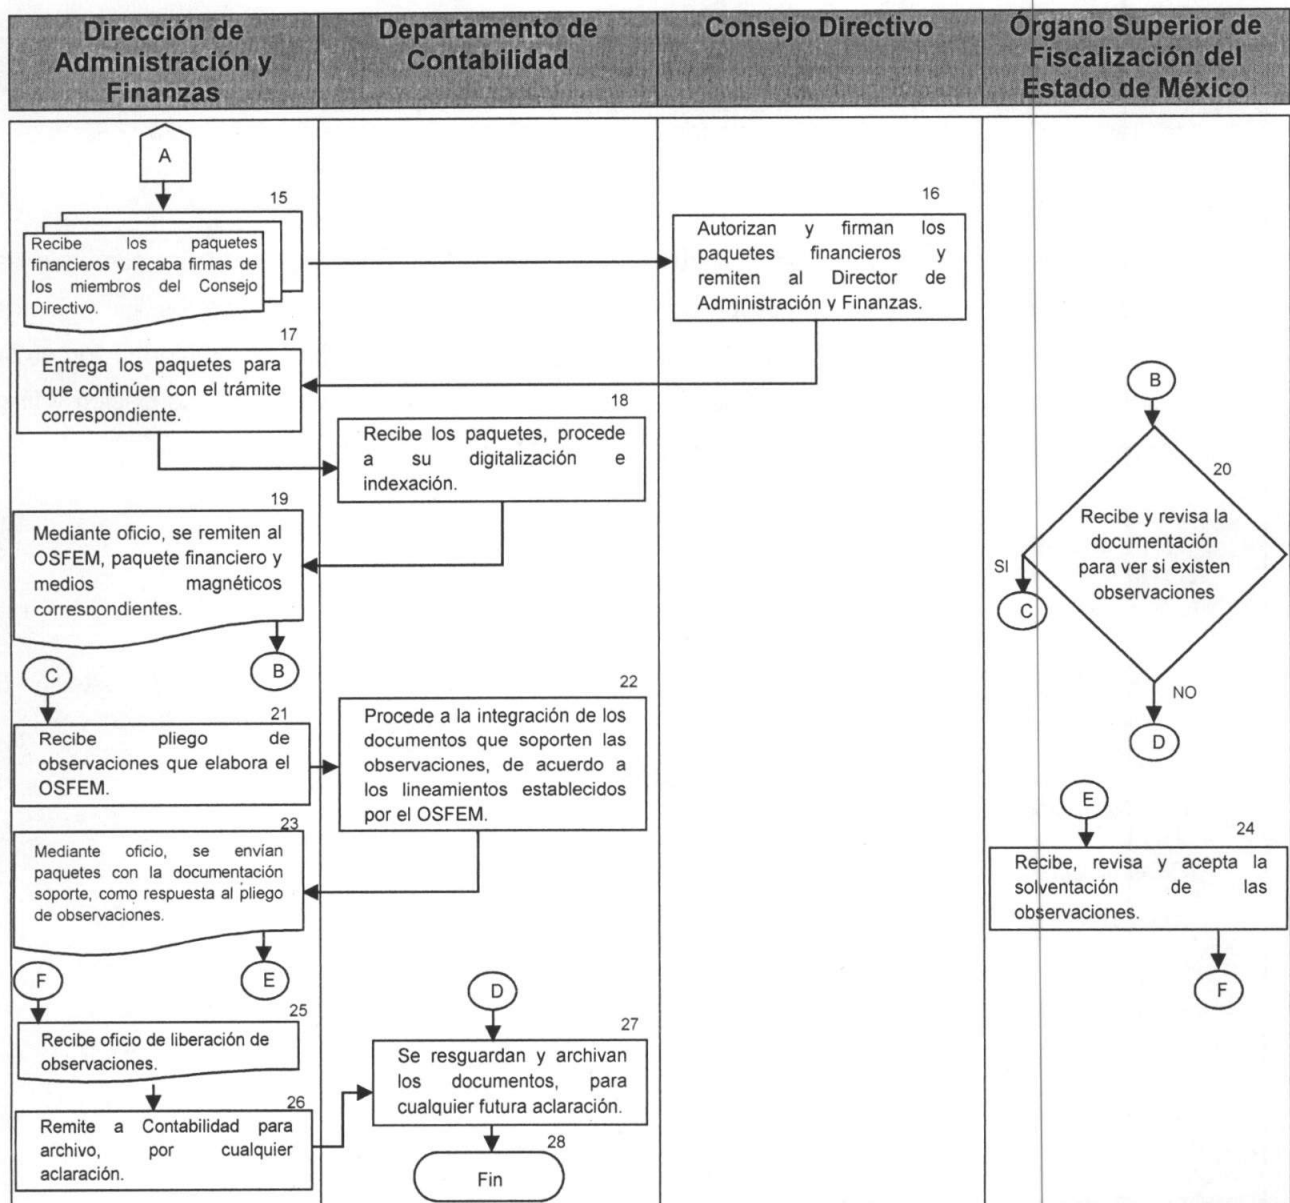 Dirección de
Administración y
Finanzas
Departamento de
Contabilidad
Consejo Directivo
Órgano Superior de
Fiscalización del
Estado de México
A
15
Recibe los paquetes
financieros y recaba firmas de
los miembros del Consejo
Directivo.
16
Autorizan y firman los
paquetes financieros y
remiten al Director de
Administración y Finanzas.
17
Entrega los paquetes para
que continúen con el trámite
correspondiente.
18
Recibe los paquetes, procede
a su digitalización e
indexación.
19
Mediante oficio, se remiten al
OSFEM, paquete financiero y
medios magnéticos
correspondientes.
B
B
20
Recibe y revisa la
documentación
para ver si existen
observaciones
SI
C
NO
D
C
21
Recibe pliego de
observaciones que elabora el
OSFEM.
22
Procede a la integración de los
documentos que soporten las
observaciones, de acuerdo a
los lineamientos establecidos
por el OSFEM.
23
Mediante oficio, se envían
paquetes con la documentación
soporte, como respuesta al pliego
de observaciones.
E
E
24
Recibe, revisa y acepta la
solventación de las
observaciones.
F
F
25
Recibe oficio de liberación de
observaciones.
26
Remite a Contabilidad para
archivo, por cualquier
aclaración.
D
27
Se resguardan y archivan
los documentos, para
cualquier futura aclaración.
28
Fin